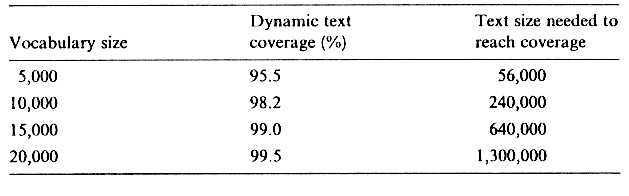 Dynamic text Text size needed to
Vocabulary size coverage (%) reach coverage
5,000 95.5 56,000
10,000 98.2 240,000
15,000 99.0 640,000
20,000 99.5 1,300,000